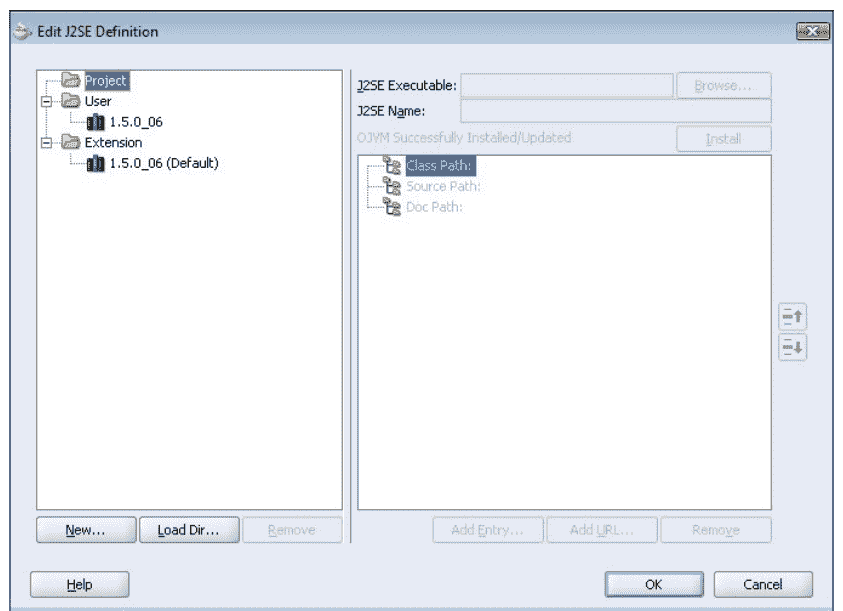 Edit J2SE Definition
Project
User
1.5.0_06
Extension
1.5.0_06 (Default)
J2SE Executable:
Browse...
J2SE Name:
OJVM Successfully Installed/Updated
Install
Class Path:
Source Path:
Doc Path:
New...
Load Dir...
Remove
Add Entry...
Add URL...
Remove
Help
OK
Cancel